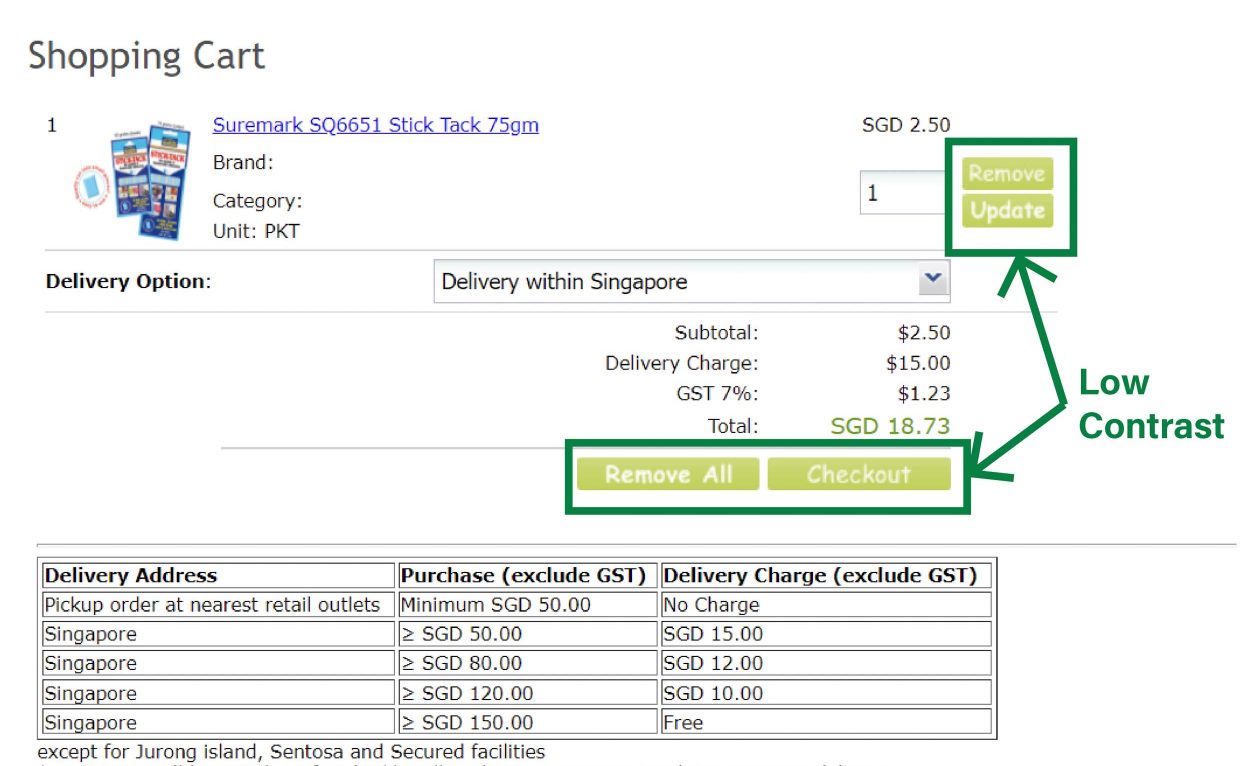 Shopping Cart
1
Suremark SQ6651 Stick Tack 75gm
SGD 2.50
Brand:
Category:
Unit: PKT
1
Remove
Update
Delivery Option:
Delivery within Singapore
Subtotal: $2.50
Delivery Charge: $15.00
GST 7%: $1.23
Total: SGD 18.73
Low
Contrast
Remove All
Checkout
Delivery Address Purchase (exclude GST) Delivery Charge (exclude GST)
Pickup order at nearest retail outlets Minimum SGD 50.00 No Charge
Singapore ≥ SGD 50.00 SGD 15.00
Singapore ≥ SGD 80.00 SGD 12.00
Singapore ≥ SGD 120.00 SGD 10.00
Singapore ≥ SGD 150.00 Free
except for Jurong island, Sentosa and Secured facilities